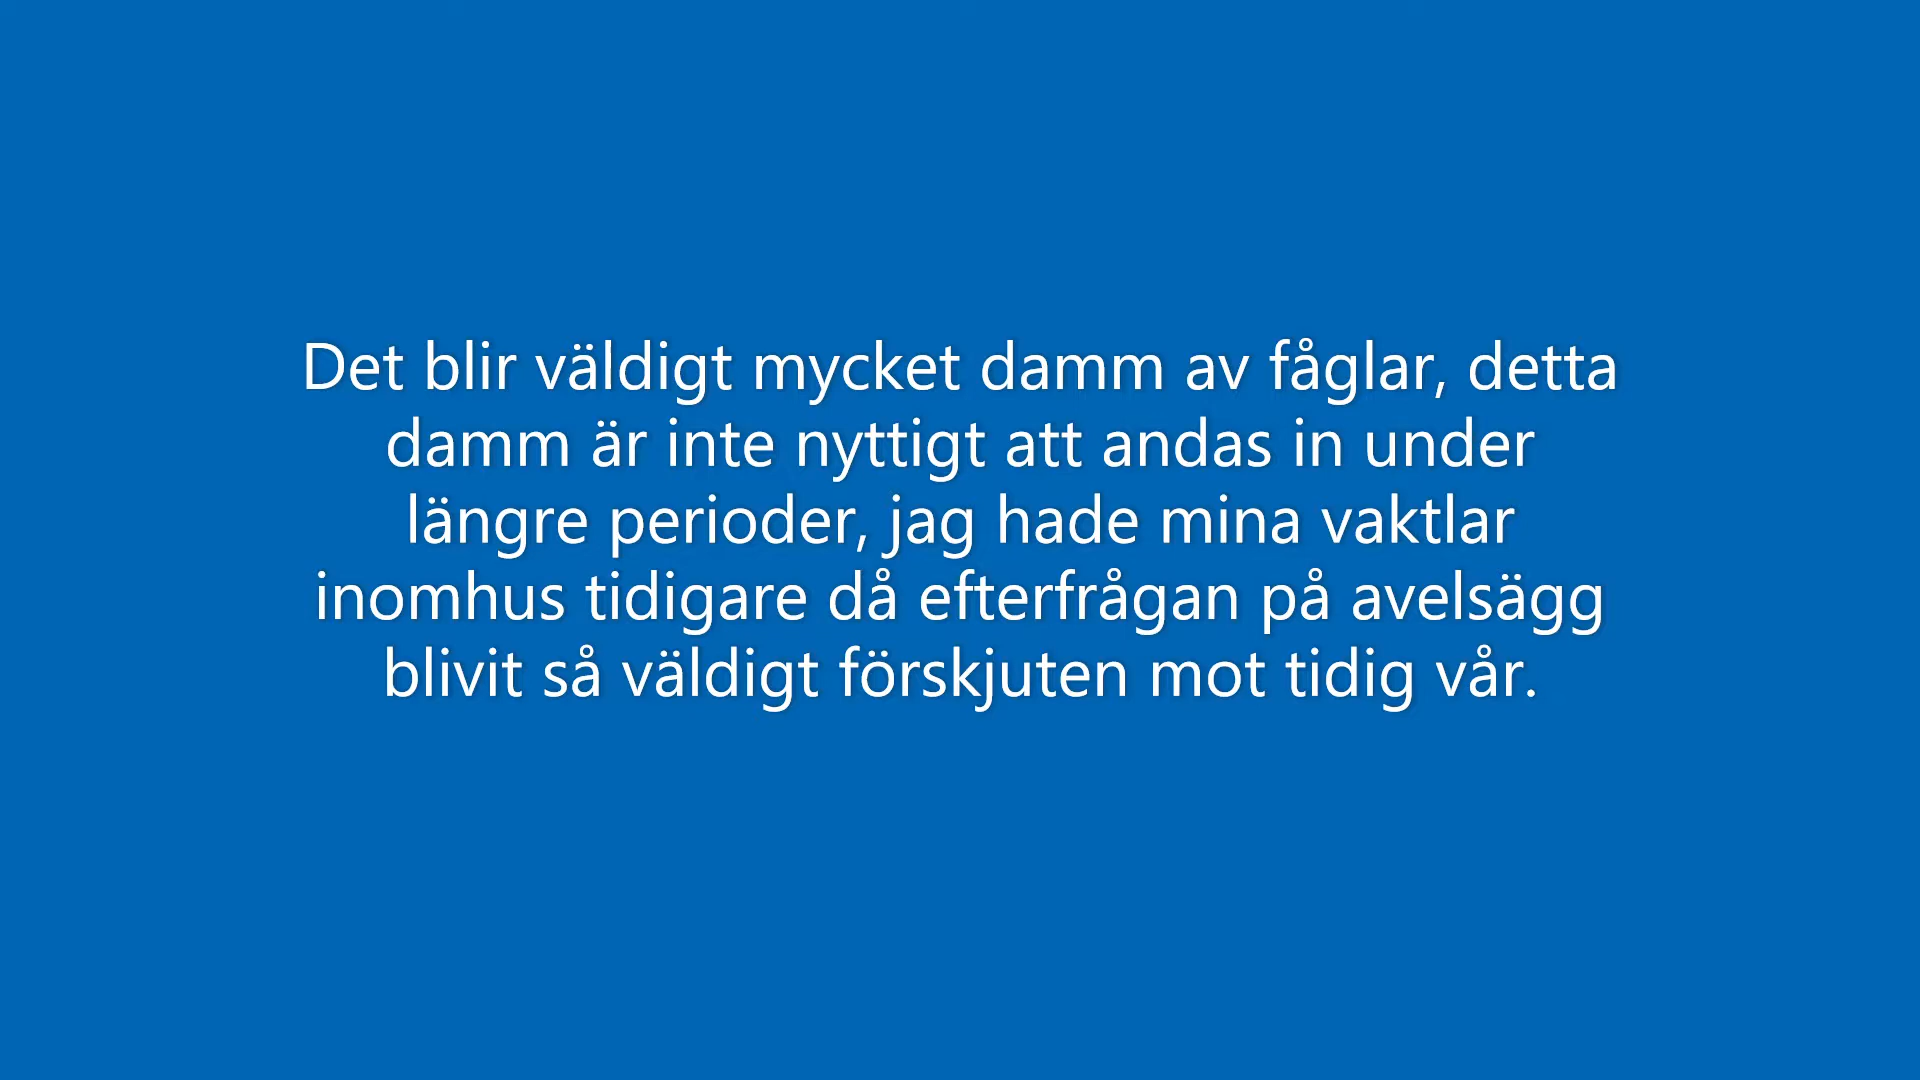 Det blir väldigt mycket damm av fåglar, detta
damm är inte nyttigt att andas in under
längre perioder, jag hade mina vaktlar
inomhus tidigare då efterfrågan på avelsägg
blivit så väldigt förskjuten mot tidig vår.